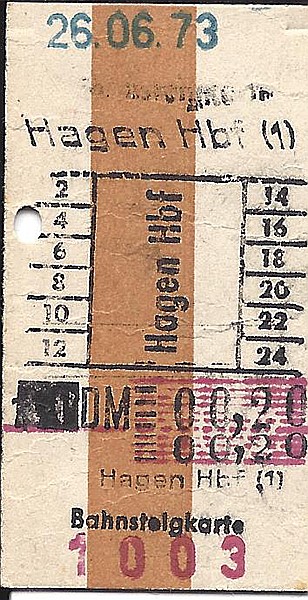 26.06.73
Hagen Hbf (1)
2 14
4 16
6 18
8 20
10 22
12 24
Hagen Hbf
DM 00,20
00,20
Hagen Hbf (1)
Bahnsteigkarte
1003